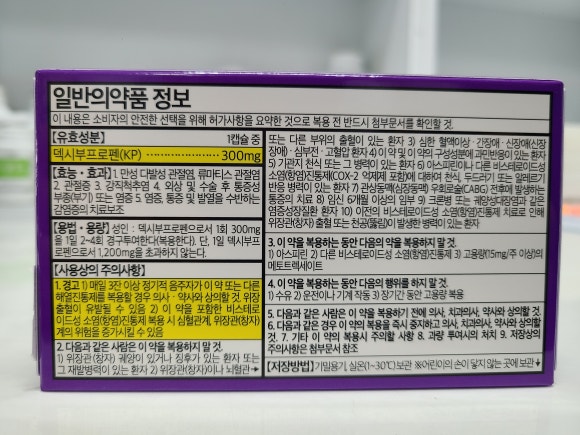 일반의약품 정보
이 내용은 소비자의 안전한 선택을 위해 허가사항을 요약한 것으로 복용 전 반드시 첨부문서를 확인할 것.
【유효성분】 1캡슐 중
덱시부프로펜(KP) 300mg
【효능·효과】 1. 만성 다발성 관절염, 류마티스 관절염
2. 관절증 3. 강직척추염 4. 외상 및 수술 후 통증성
부종(부기) 또는 염증 5. 염증, 통증 및 발열을 수반하는
감염증의 치료보조
【용법·용량】 성인 : 덱시부프로펜으로서 1회 300mg
을 1일 2~4회 경구투여한다(복용한다). 단, 1일 덱시부프
로펜으로서 1,200mg을 초과하지 않는다.
【사용상의 주의사항】
1. 경고 1) 매일 3잔 이상 정기적 음주자가 이 약 또는 다른
해열진통제를 복용할 경우 의사·약사와 상의할 것. 위장
출혈이 유발될 수 있음 2) 이 약을 포함한 비스테로
이드성 소염(항염)진통제 복용 시 심혈관계, 위장관(창자)
계의 위험을 증가시킬 수 있음
2. 다음과 같은 사람은 이 약을 복용하지 말 것
1) 위장관(창자) 궤양이 있거나 징후가 있는 환자 또는
그 재발병력이 있는 환자 2) 위장관(창자)이나 뇌혈관
또는 다른 부위의 출혈이 있는 환자 3) 심한 혈액이상·간장애·신장애(신장
장애)·심부전·고혈압 환자 4) 이 약 및 이 약의 구성성분에 과민반응이 있는 환자
5) 기관지 천식 또는 그 병력이 있는 환자 6) 아스피린이나 다른 비스테로이드성
소염(항염)진통제(COX-2 억제제 포함)에 대하여 천식, 두드러기 또는 알레르기
반응 병력이 있는 환자 7) 관상동맥(심장동맥) 우회로술(CABG) 전후에 발생하는
통증의 치료 8) 임신 6개월 이상의 임부 9) 크론병 또는 궤양성대장염과 같은
염증성장질환 환자 10) 이전의 비스테로이드성 소염(항염)진통제 치료로 인해
위장관(창자) 출혈 또는 천공(뚫림)이 발생한 병력이 있는 환자
3. 이 약을 복용하는 동안 다음의 약을 복용하지 말 것.
1) 아스피린 2) 다른 비스테로이드성 소염(항염)진통제 3) 고용량(15mg/주 이상)의
메토트렉세이트
4. 이 약을 복용하는 동안 다음의 행위를 하지 말 것.
1) 수유 2) 운전이나 기계 작동 3) 장기간 동안 고용량 복용
5. 다음과 같은 사람은 이 약을 복용하기 전에 의사, 치과의사, 약사와 상의할 것.
6. 다음과 같은 경우 이 약의 복용을 즉시 중지하고 의사, 치과의사, 약사와 상의할
것. 7. 기타 이 약의 복용시 주의할 사항 8. 과량 투여시의 처치 9. 저장상의
주의사항은 첨부문서 참조
【저장방법】 기밀용기, 실온(1~30℃)보관 ※어린이의 손이 닿지 않는 곳에 보관